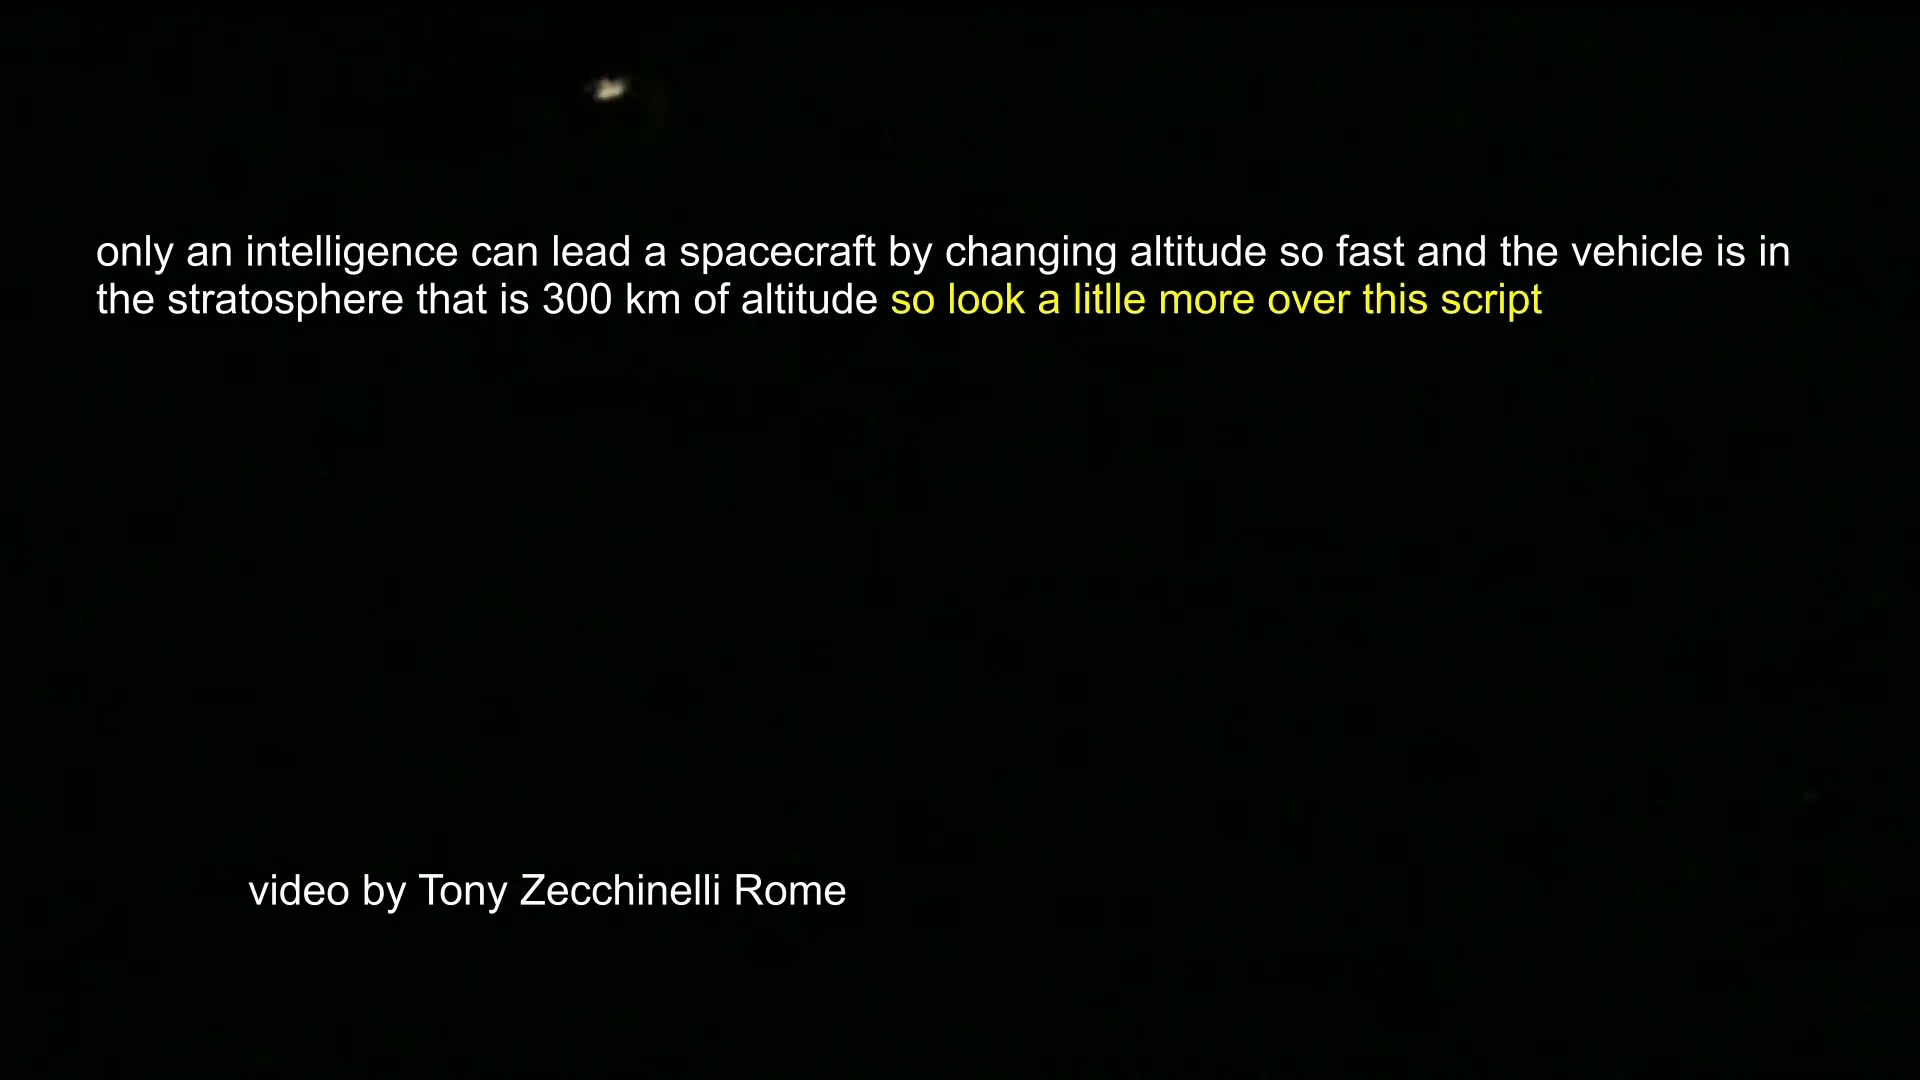 only an intelligence can lead a spacecraft by changing altitude so fast and the vehicle is in
the stratosphere that is 300 km of altitude so look a litlle more over this script
video by Tony Zecchinelli Rome